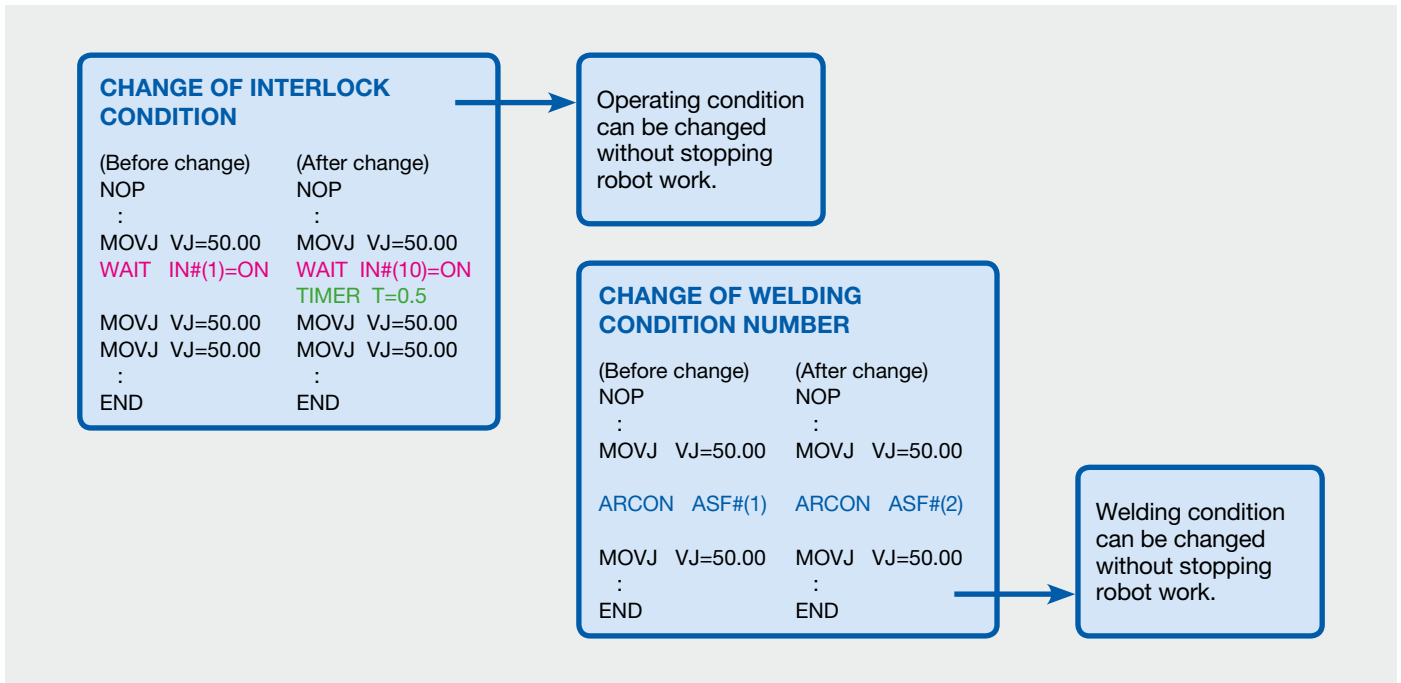 CHANGE OF INTERLOCK
CONDITION
(Before change) (After change)
NOP NOP
: :
MOVJ VJ=50.00 MOVJ VJ=50.00
WAIT IN#(1)=ON WAIT IN#(10)=ON
TIMER T=0.5
MOVJ VJ=50.00 MOVJ VJ=50.00
MOVJ VJ=50.00 MOVJ VJ=50.00
: :
END END
Operating condition
can be changed
without stopping
robot work.
CHANGE OF WELDING
CONDITION NUMBER
(Before change) (After change)
NOP NOP
: :
MOVJ VJ=50.00 MOVJ VJ=50.00
ARCON ASF#(1) ARCON ASF#(2)
MOVJ VJ=50.00 MOVJ VJ=50.00
: :
END END
Welding condition
can be changed
without stopping
robot work.